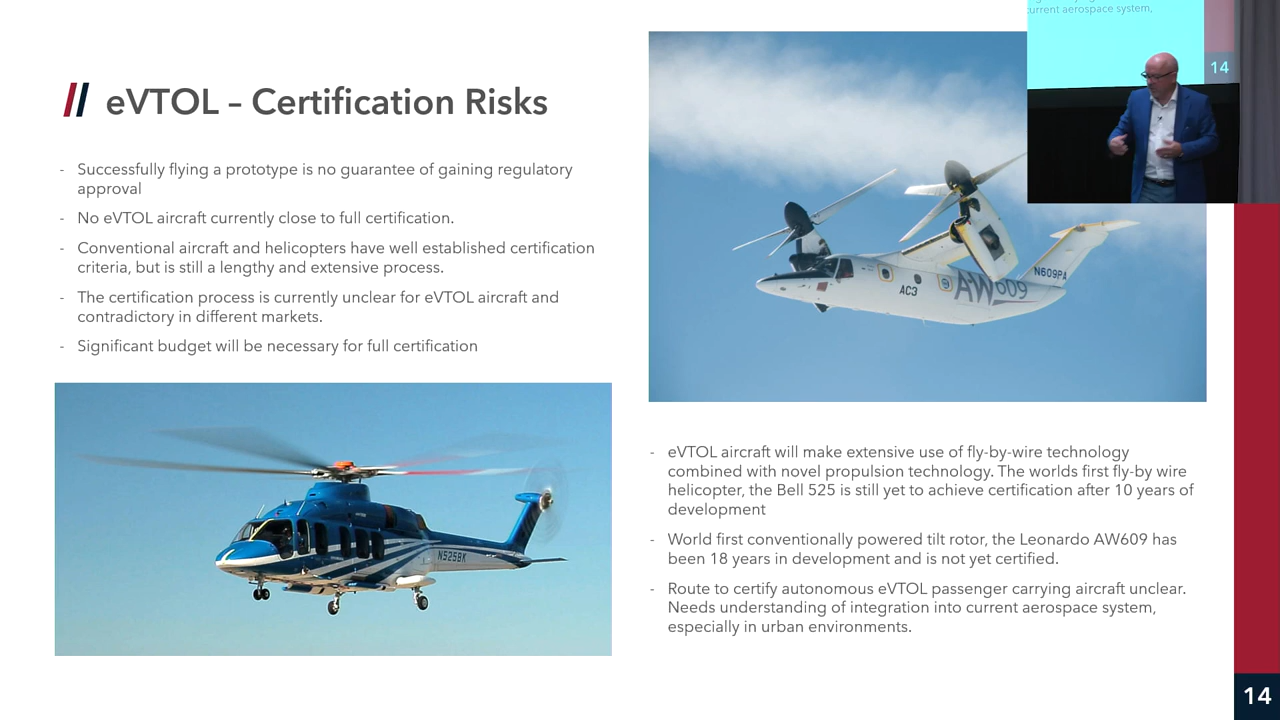 eVTOL – Certification Risks
- Successfully flying a prototype is no guarantee of gaining regulatory
approval
- No eVTOL aircraft currently close to full certification.
- Conventional aircraft and helicopters have well established certification
criteria, but is still a lengthy and extensive process.
- The certification process is currently unclear for eVTOL aircraft and
contradictory in different markets.
- Significant budget will be necessary for full certification
N525BK
AW609
AC3
N609PA
current aerospace system,
14
- eVTOL aircraft will make extensive use of fly-by-wire technology
combined with novel propulsion technology. The worlds first fly-by wire
helicopter, the Bell 525 is still yet to achieve certification after 10 years of
development
- World first conventionally powered tilt rotor, the Leonardo AW609 has
been 18 years in development and is not yet certified.
- Route to certify autonomous eVTOL passenger carrying aircraft unclear.
Needs understanding of integration into current aerospace system,
especially in urban environments.
14